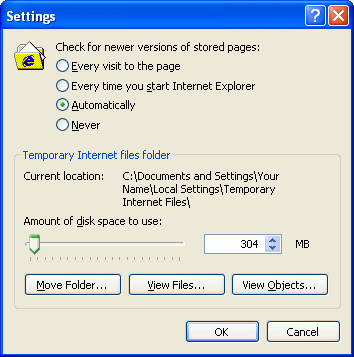 Settings
Check for newer versions of stored pages:
Every visit to the page
Every time you start Internet Explorer
Automatically
Never
Temporary Internet files folder
Current location:
C:\Documents and Settings\Your
Name\Local Settings\Temporary
Internet Files\
Amount of disk space to use:
304 MB
Move Folder... View Files... View Objects...
OK Cancel